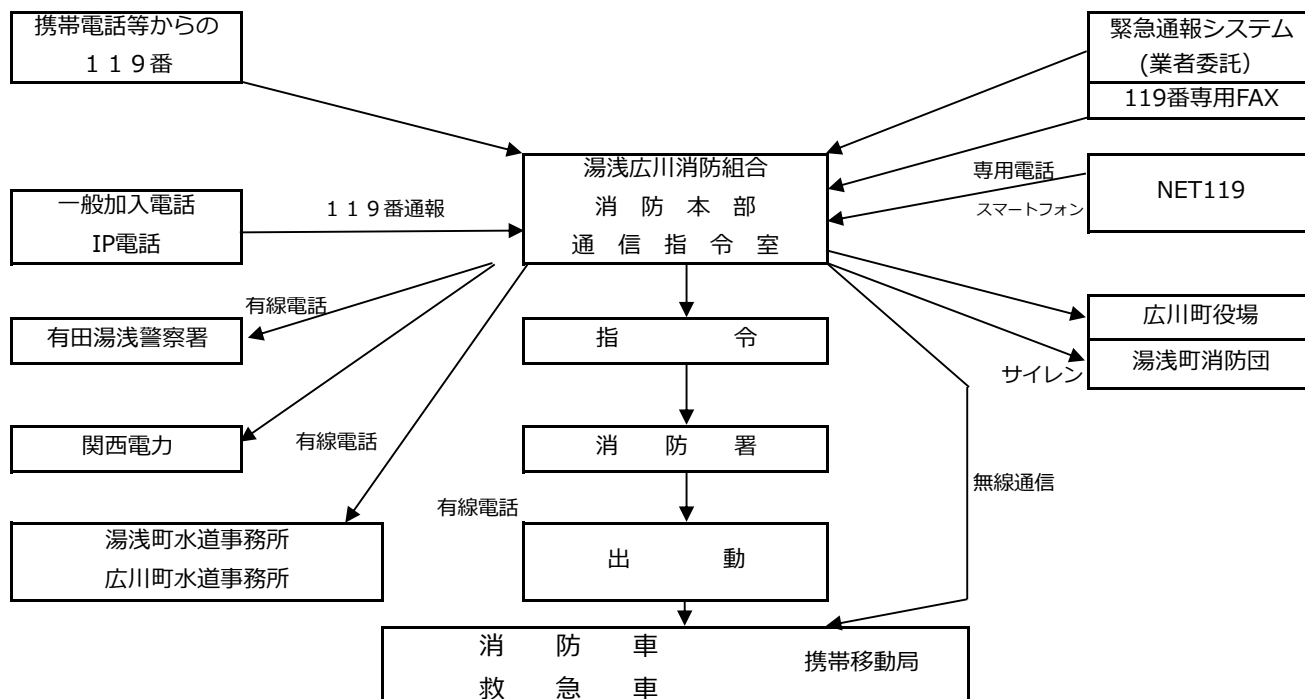 携帯電話等からの
１１９番
緊急通報システム
(業者委託）
119番専用FAX
湯浅広川消防組合
消防本部
通信指令室
一般加入電話
IP電話
１１９番通報
専用電話
スマートフォン
NET119
有線電話
有田湯浅警察署
指令
広川町役場
湯浅町消防団
サイレン
関西電力
有線電話
消防署
無線通信
有線電話
湯浅町水道事務所
広川町水道事務所
出動
消防車
救急車
携帯移動局